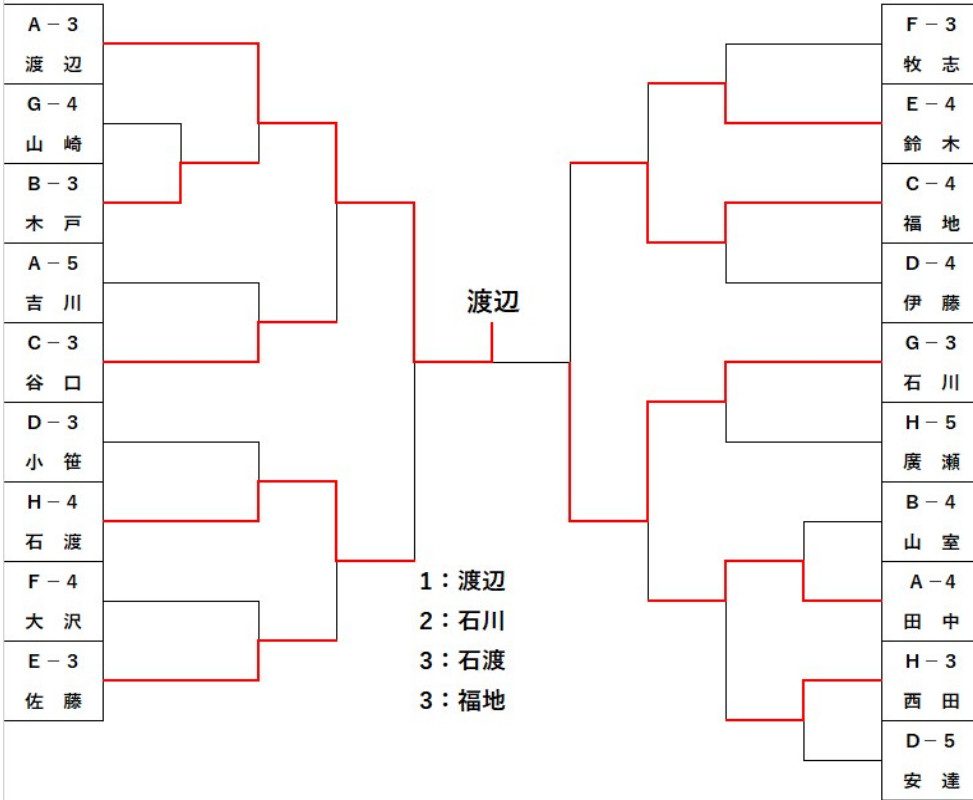 A－3
渡　辺
G－4
山　崎
B－3
木　戸
A－5
吉　川
C－3
谷　口
D－3
小　笹
H－4
石　渡
F－4
大　沢
E－3
佐　藤
渡辺
1：渡辺
2：石川
3：石渡
3：福地
F－3
牧　志
E－4
鈴　木
C－4
福　地
D－4
伊　藤
G－3
石　川
H－5
廣　瀬
B－4
山　室
A－4
田　中
H－3
西　田
D－5
安　達